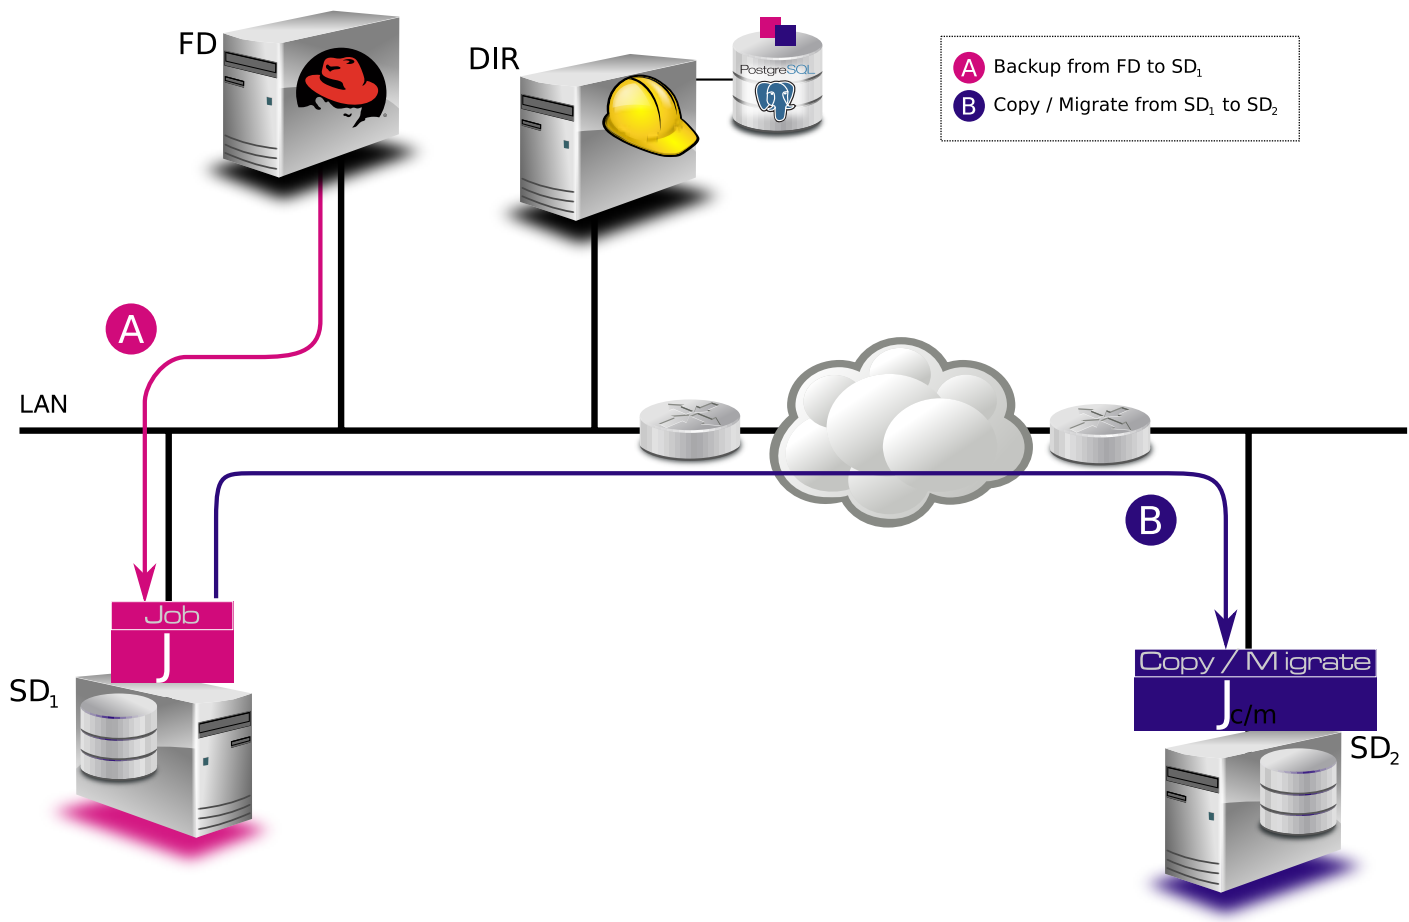 FD
DIR
PostgreSQL
A Backup from FD to SD1
B Copy / Migrate from SD1 to SD2
A
LAN
B
Job
J
SD1
Copy / Migrate
Jc/m
SD2